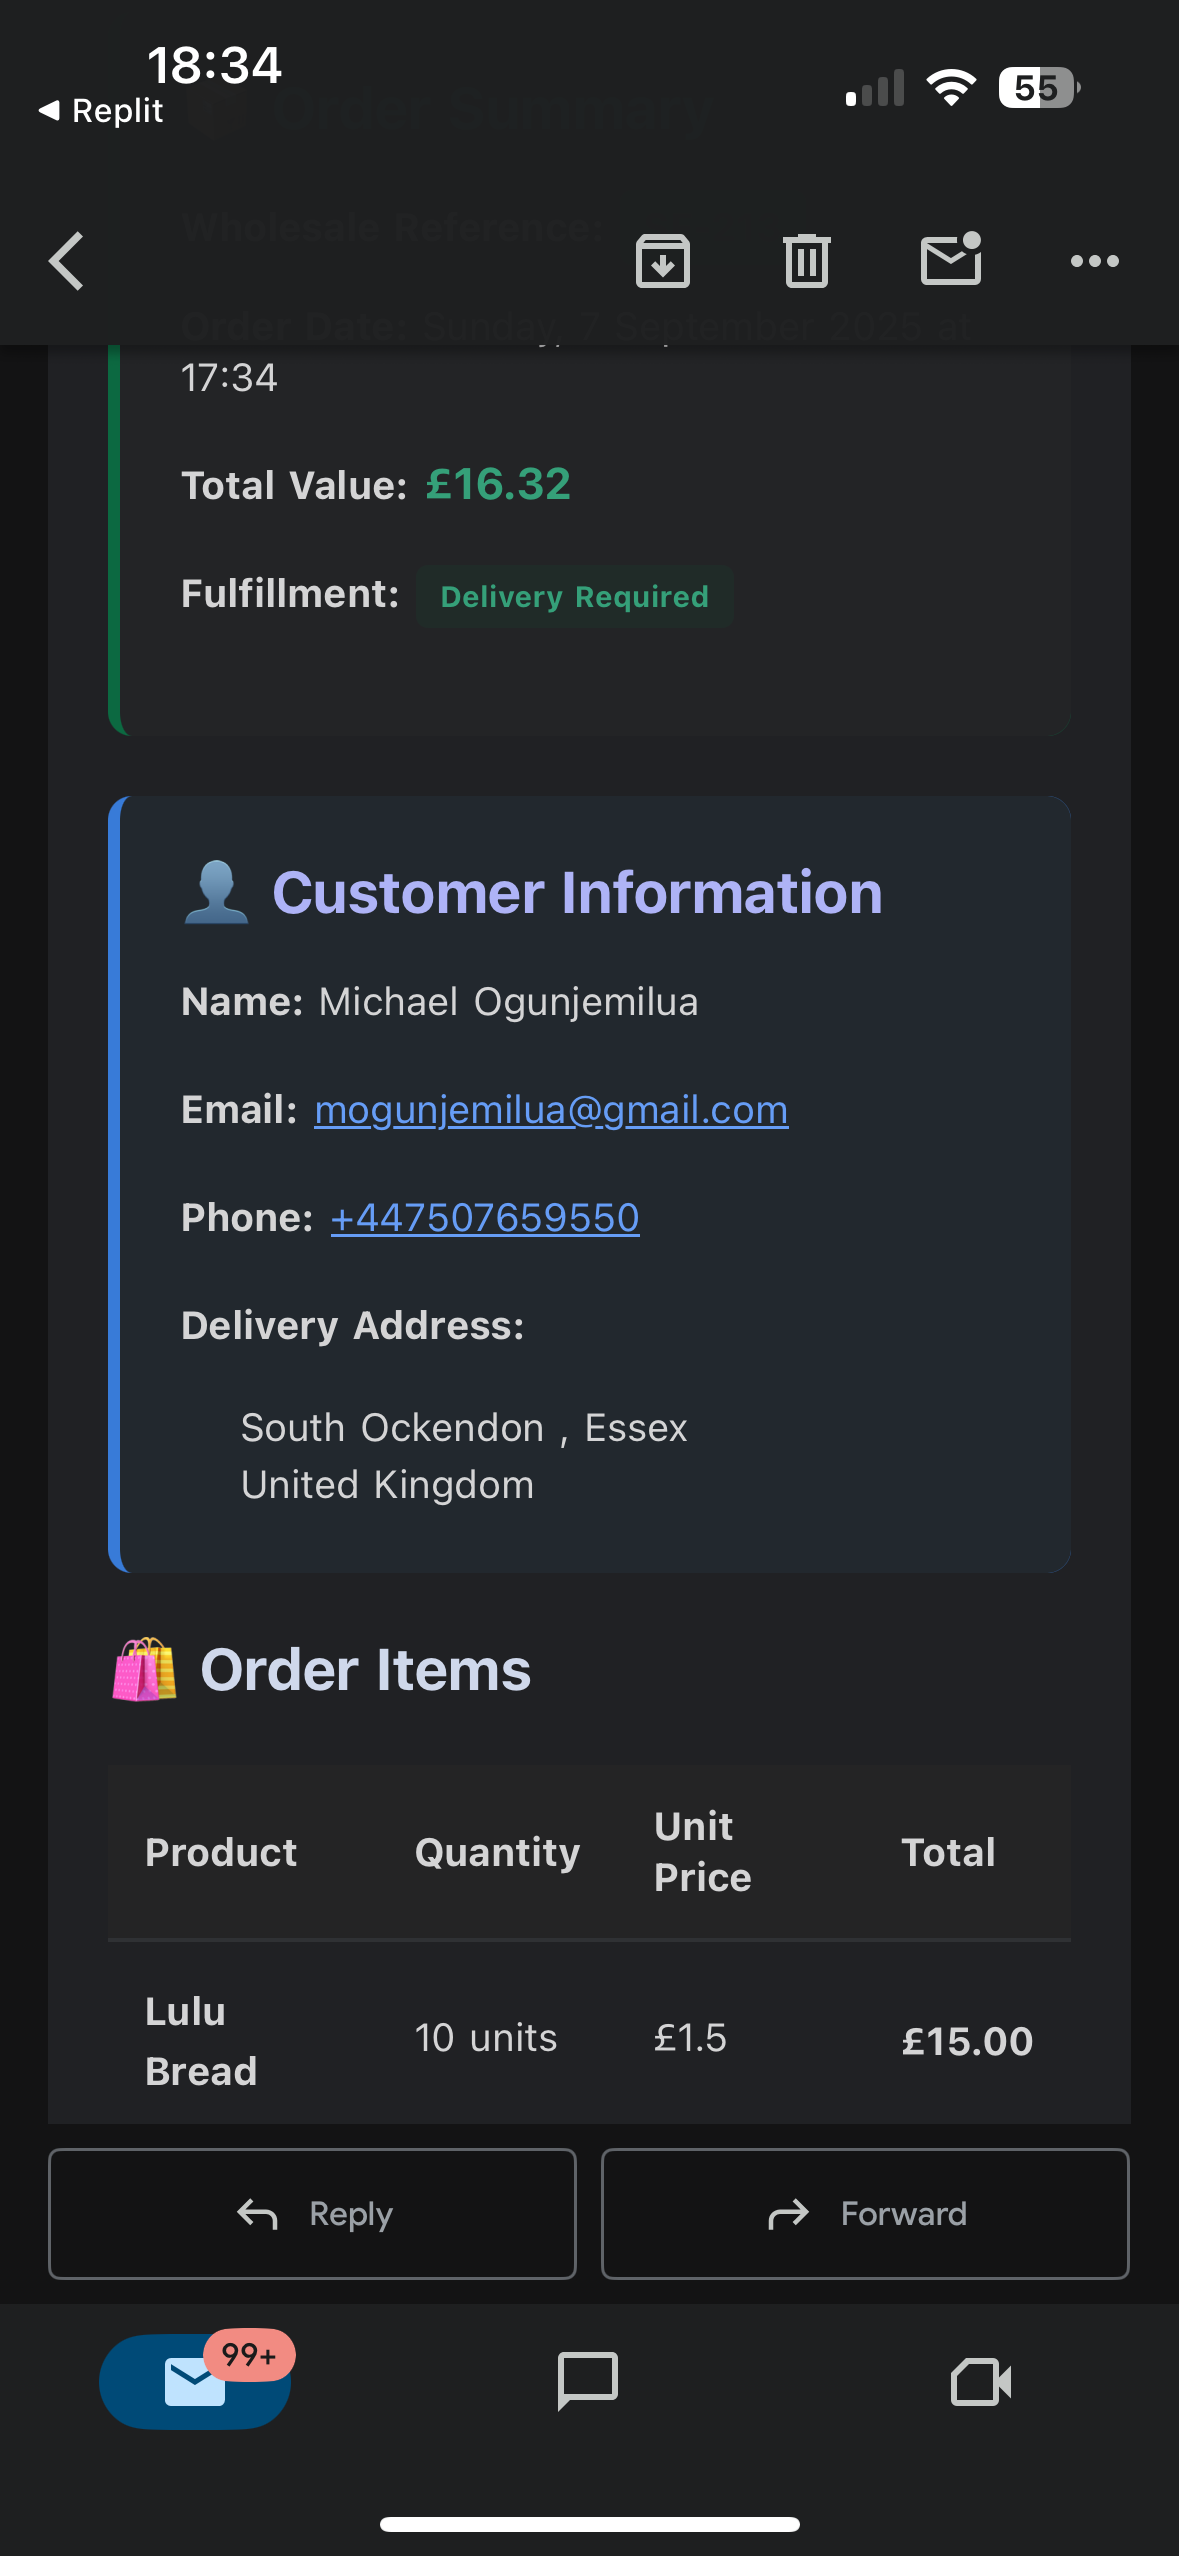 18:34
Replit
55
Wholesale Reference:
Order Date: Sunday, 7 September 2025 at
17:34
Total Value: £16.32
Fulfillment: Delivery Required
Customer Information
Name: Michael Ogunjemilua
Email: mogunjemilua@gmail.com
Phone: +447507659550
Delivery Address:
South Ockendon , Essex
United Kingdom
Order Items
Product Quantity Unit Price Total
Lulu Bread 10 units £1.5 £15.00
Reply Forward
99+